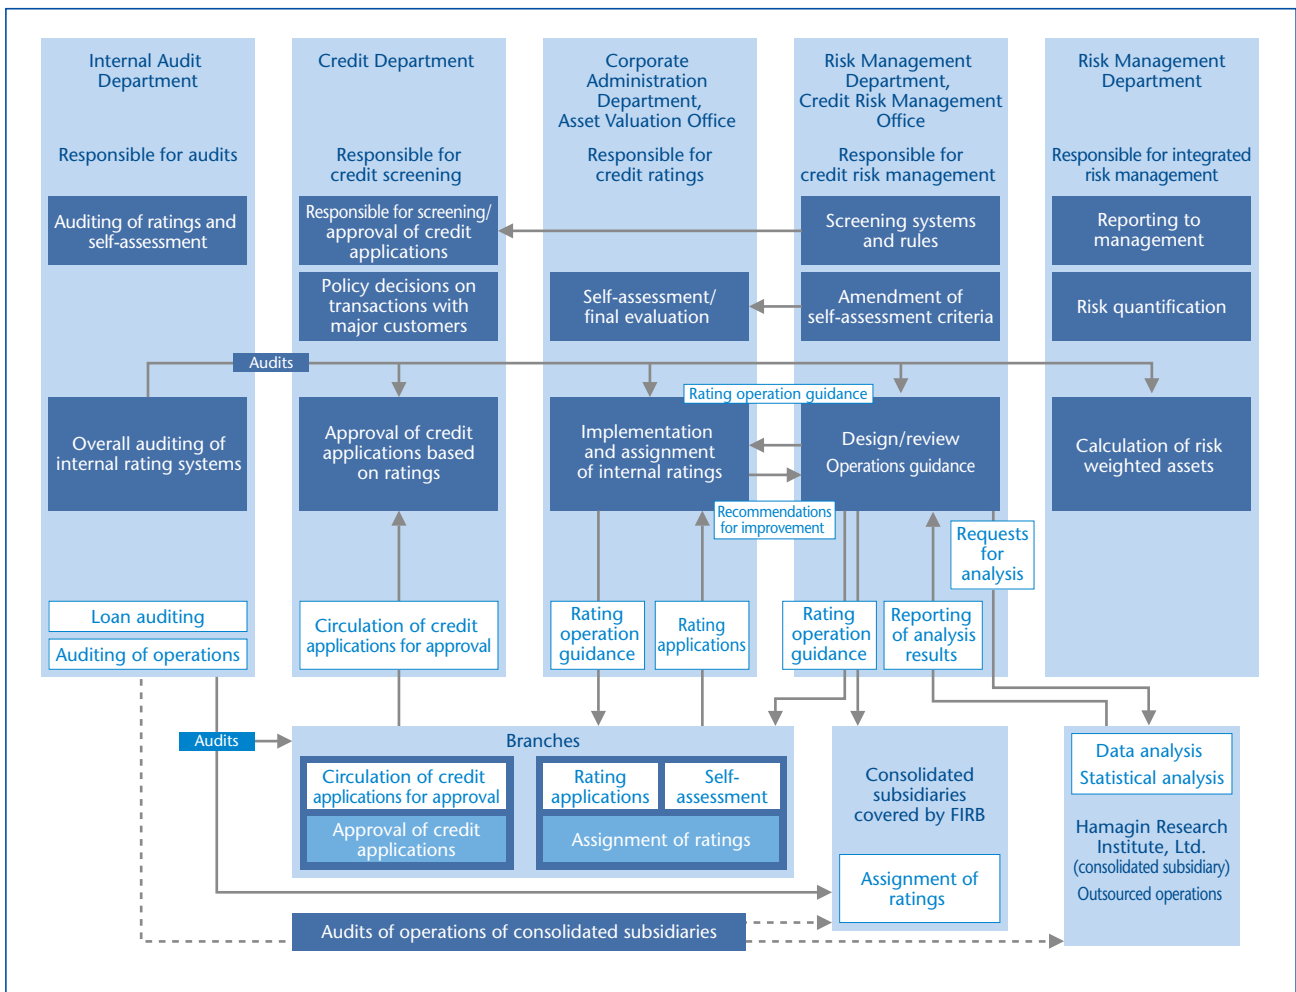 Internal Audit
Department
Credit Department
Corporate
Administration
Department,
Asset Valuation Office
Risk Management
Department,
Credit Risk Management
Office
Risk Management
Department
Responsible for audits
Responsible for
credit screening
Responsible for
credit ratings
Responsible for
credit risk management
Responsible for integrated
risk management
Auditing of ratings and
self-assessment
Responsible for screening/
approval of credit
applications
Screening systems
and rules
Reporting to
management
Policy decisions on
transactions with
major customers
Self-assessment/
final evaluation
Amendment of
self-assessment criteria
Risk quantification
Audits
Rating operation guidance
Overall auditing of
internal rating systems
Approval of credit
applications based
on ratings
Implementation
and assignment
of internal ratings
Design/review
Operations guidance
Calculation of risk
weighted assets
Recommendations
for improvement
Requests
for
analysis
Loan auditing
Auditing of operations
Circulation of credit
applications for approval
Rating
operation
guidance
Rating
applications
Rating
operation
guidance
Reporting
of analysis
results
Audits
Branches
Circulation of credit
applications for approval
Approval of credit
applications
Rating
applications
Self-
assessment
Assignment of ratings
Consolidated
subsidiaries
covered by FIRB
Assignment of
ratings
Data analysis
Statistical analysis
Hamagin Research
Institute, Ltd.
(consolidated subsidiary)
Outsourced operations
Audits of operations of consolidated subsidiaries